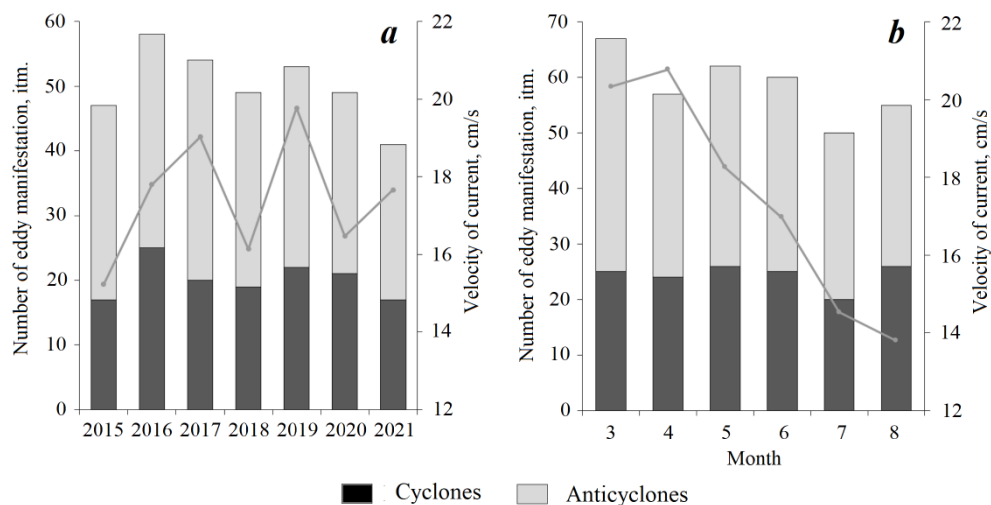 a
Number of eddy manifestation, itm.
60
50
40
30
20
10
0
22
20
18
16
14
12
Velocity of current, cm/s
2015 2016 2017 2018 2019 2020 2021
b
Number of eddy manifestation, itm.
70
60
50
40
30
20
10
0
22
20
18
16
14
12
Velocity of current, cm/s
3 4 5 6 7 8
Month
Cyclones Anticyclones